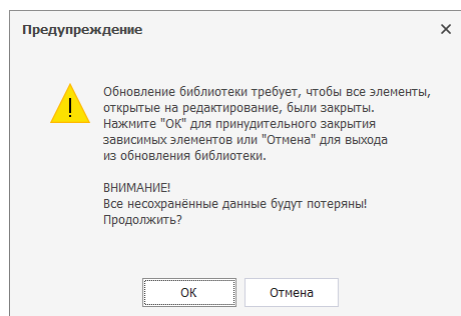 Предупреждение
Обновление библиотеки требует, чтобы все элементы,
открытые на редактирование, были закрыты.
Нажмите "ОК" для принудительного закрытия
зависимых элементов или "Отмена" для выхода
из обновления библиотеки.
ВНИМАНИЕ!
Все несохранённые данные будут потеряны!
Продолжить?
ОК
Отмена